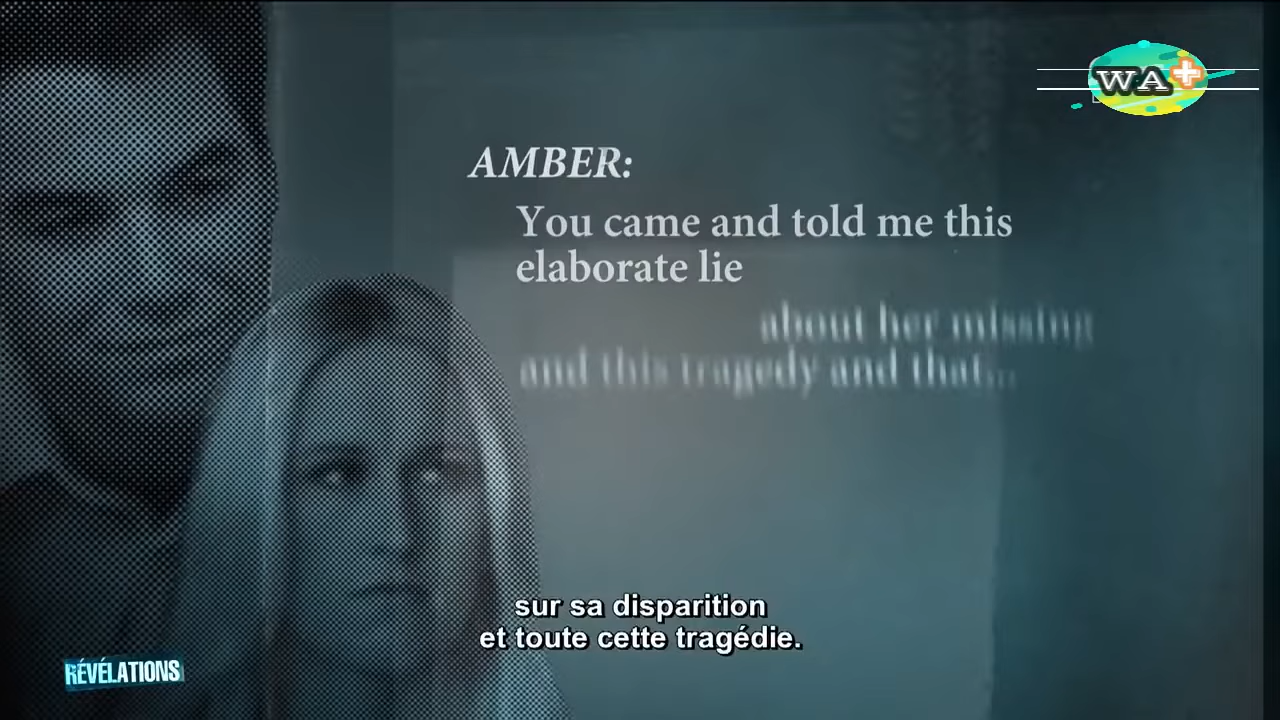 WA+
AMBER:
You came and told me this
elaborate lie
about her missing
and this tragedy and that...
sur sa disparition
et toute cette tragédie.
RÉVÉLATIONS